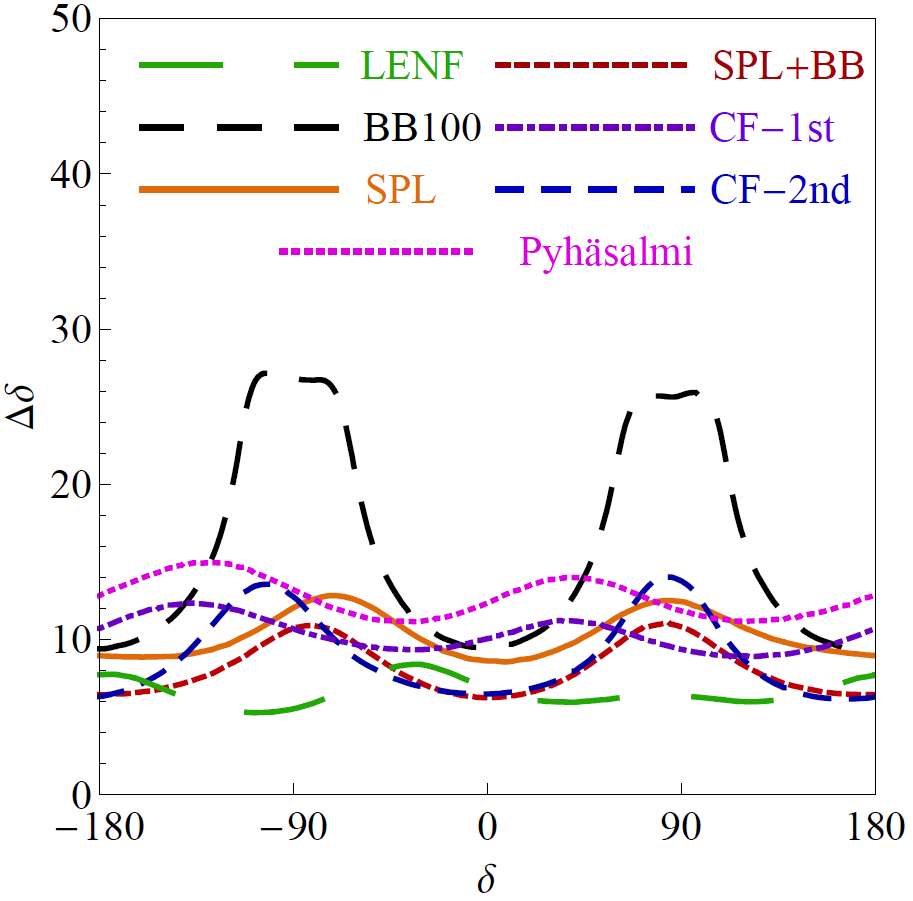 50
LENF SPL+BB
BB100 CF−1st
40
SPL CF−2nd
Pyhäsalmi
30
Δδ
20
10
0
−180 −90 0 90 180
δ